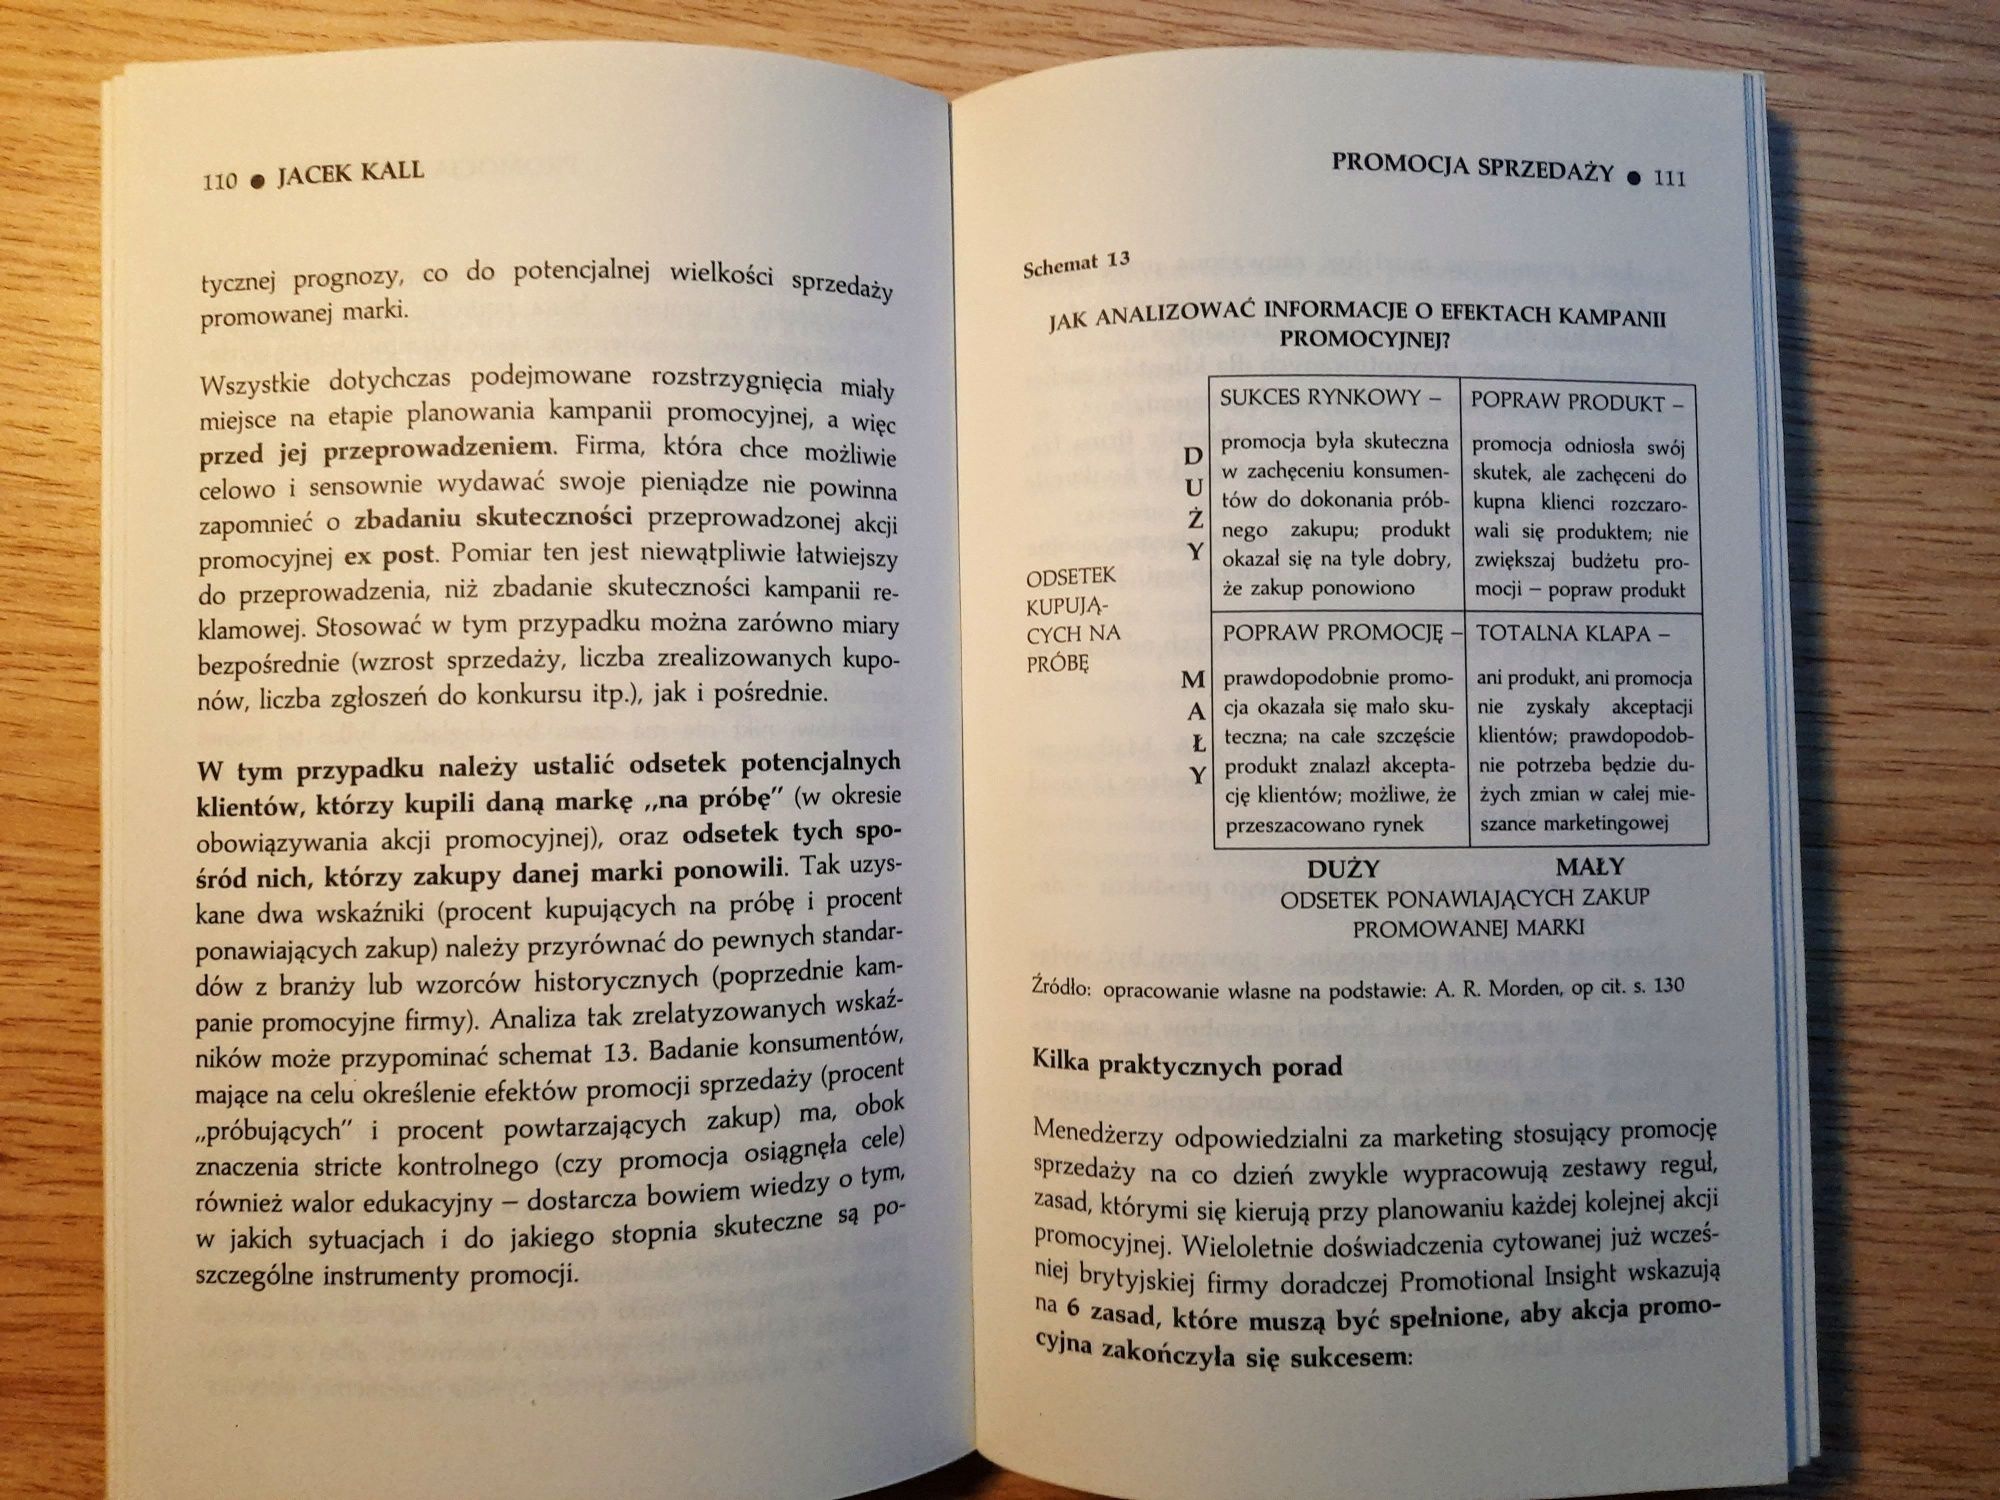 110 ● JACEK KALL
tycznej prognozy, co do potencjalnej wielkości sprzedaży
promowanej marki.
Wszystkie dotychczas podejmowane rozstrzygnięcia miały
miejsce na etapie planowania kampanii promocyjnej, a więc
przed jej przeprowadzeniem. Firma, która chce możliwie
celowo i sensownie wydawać swoje pieniądze nie powinna
zapomnieć o zbadaniu skuteczności przeprowadzonej akcji
promocyjnej ex post. Pomiar ten jest niewątpliwie łatwiejszy
do przeprowadzenia, niż zbadanie skuteczności kampanii re-
klamowej. Stosować w tym przypadku można zarówno miary
bezpośrednie (wzrost sprzedaży, liczba zrealizowanych kupo-
nów, liczba zgłoszeń do konkursu itp.), jak i pośrednie.
W tym przypadku należy ustalić odsetek potencjalnych
klientów, którzy kupili daną markę „na próbę" (w okresie
obowiązywania akcji promocyjnej), oraz odsetek tych spo-
śród nich, którzy zakupy danej marki ponowili. Tak uzys-
kane dwa wskaźniki (procent kupujących na próbę i procent
ponawiających zakup) należy przyrównać do pewnych standar-
dów z branży lub wzorców historycznych (poprzednie kam-
panie promocyjne firmy). Analiza tak zrelatyzowanych wskaź-
ników może przypominać schemat 13. Badanie konsumentów,
mające na celu określenie efektów promocji sprzedaży (procent
„próbujących" i procent powtarzających zakup) ma, obok
znaczenia stricte kontrolnego (czy promocja osiągnęła cele)
również walor edukacyjny – dostarcza bowiem wiedzy o tym,
w jakich sytuacjach i do jakiego stopnia skuteczne są po-
szczególne instrumenty promocji.
PROMOCJA SPRZEDAŻY ● 111
Schemat 13
JAK ANALIZOWAĆ INFORMACJE O EFEKTACH KAMPANII
PROMOCYJNEJ?
ODSETEK
KUPUJĄ-
CYCH NA
PRÓBĘ
DUŻY
SUKCES RYNKOWY –
promocja była skuteczna
w zachęceniu konsumen-
tów do dokonania prób-
nego zakupu; produkt
okazał się na tyle dobry,
że zakup ponowiono
POPRAW PRODUKT –
promocja odniosła swój
skutek, ale zachęceni do
kupna klienci rozczaro-
wali się produktem; nie
zwiększaj budżetu pro-
mocji – popraw produkt
MAŁY
POPRAW PROMOCJĘ –
prawdopodobnie promo-
cja okazała się mało sku-
teczna; na całe szczęście
produkt znalazł akcepta-
cję klientów; możliwe, że
przeszacowano rynek
TOTALNA KLAPA –
ani produkt, ani promocja
nie zyskały akceptacji
klientów; prawdopodob-
nie potrzeba będzie du-
żych zmian w całej mie-
szance marketingowej
DUŻY MAŁY
ODSETEK PONAWIAJĄCYCH ZAKUP
PROMOWANEJ MARKI
Źródło: opracowanie własne na podstawie: A. R. Morden, op cit. s. 130
Kilka praktycznych porad
Menedżerzy odpowiedzialni za marketing stosujący promocję
sprzedaży na co dzień zwykle wypracowują zestawy reguł,
zasad, którymi się kierują przy planowaniu każdej kolejnej akcji
promocyjnej. Wieloletnie doświadczenia cytowanej już wcześ-
niej brytyjskiej firmy doradczej Promotional Insight wskazują
na 6 zasad, które muszą być spełnione, aby akcja promo-
cyjna zakończyła się sukcesem: